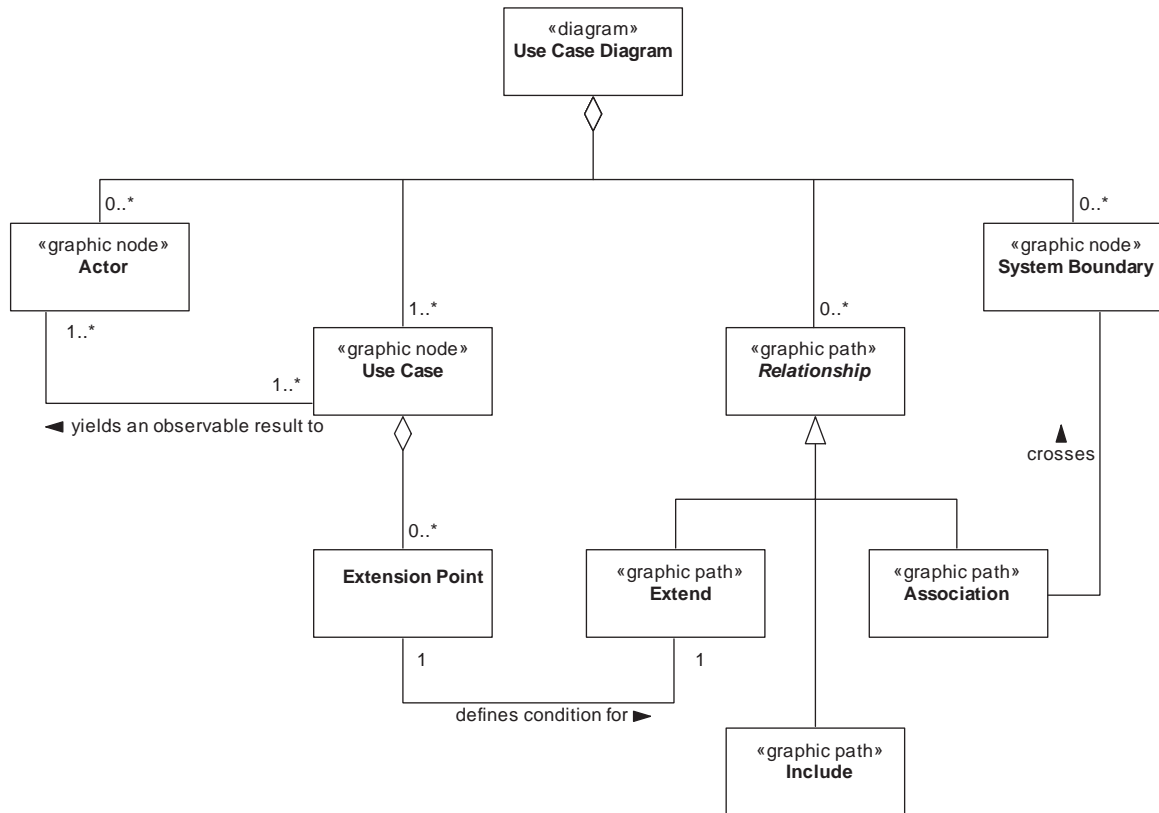 «diagram»
Use Case Diagram
0..*
0..*
«graphic node»
Actor
«graphic node»
System Boundary
1..*
1..*
0..*
«graphic node»
Use Case
«graphic path»
Relationship
1..*
◄ yields an observable result to
▲
crosses
0..*
Extension Point
«graphic path»
Extend
«graphic path»
Association
1
1
defines condition for ►
«graphic path»
Include